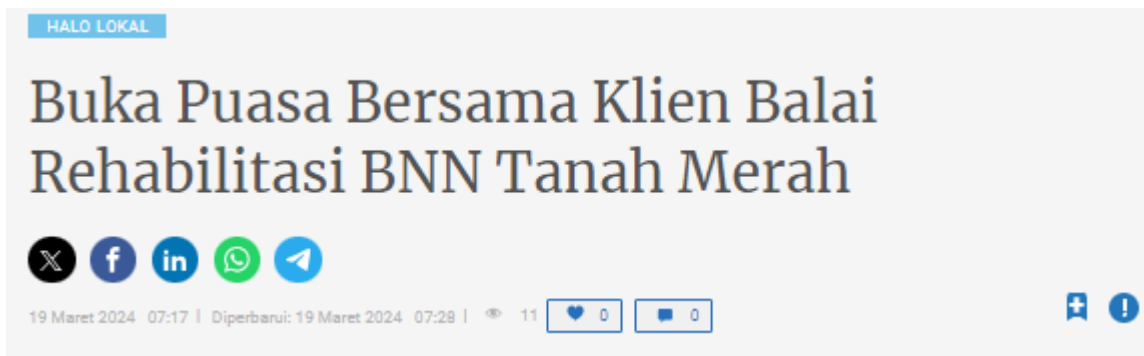 HALO LOKAL
Buka Puasa Bersama Klien Balai
Rehabilitasi BNN Tanah Merah
19 Maret 2024 07:17 | Diperbarui: 19 Maret 2024 07:28 | 11 0 0